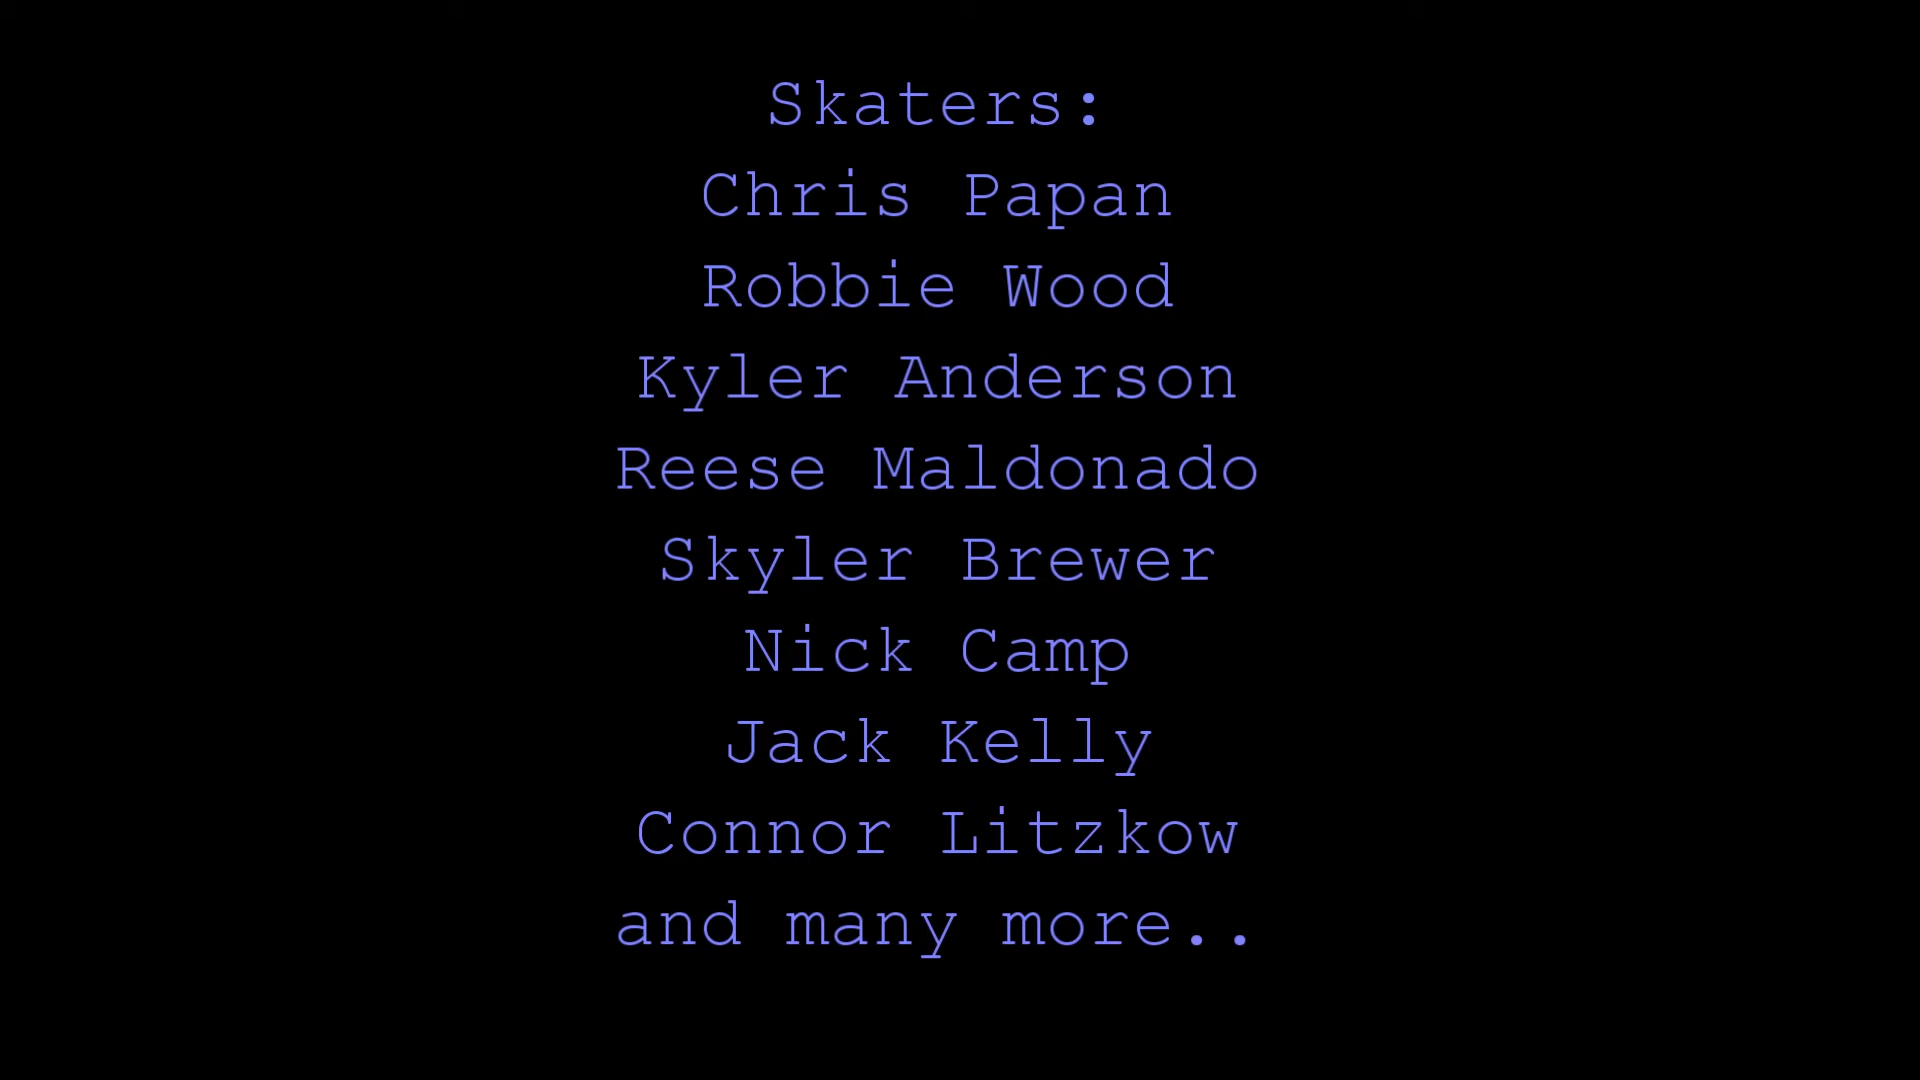 Skaters:
Chris Papan
Robbie Wood
Kyler Anderson
Reese Maldonado
Skyler Brewer
Nick Camp
Jack Kelly
Connor Litzkow
and many more..